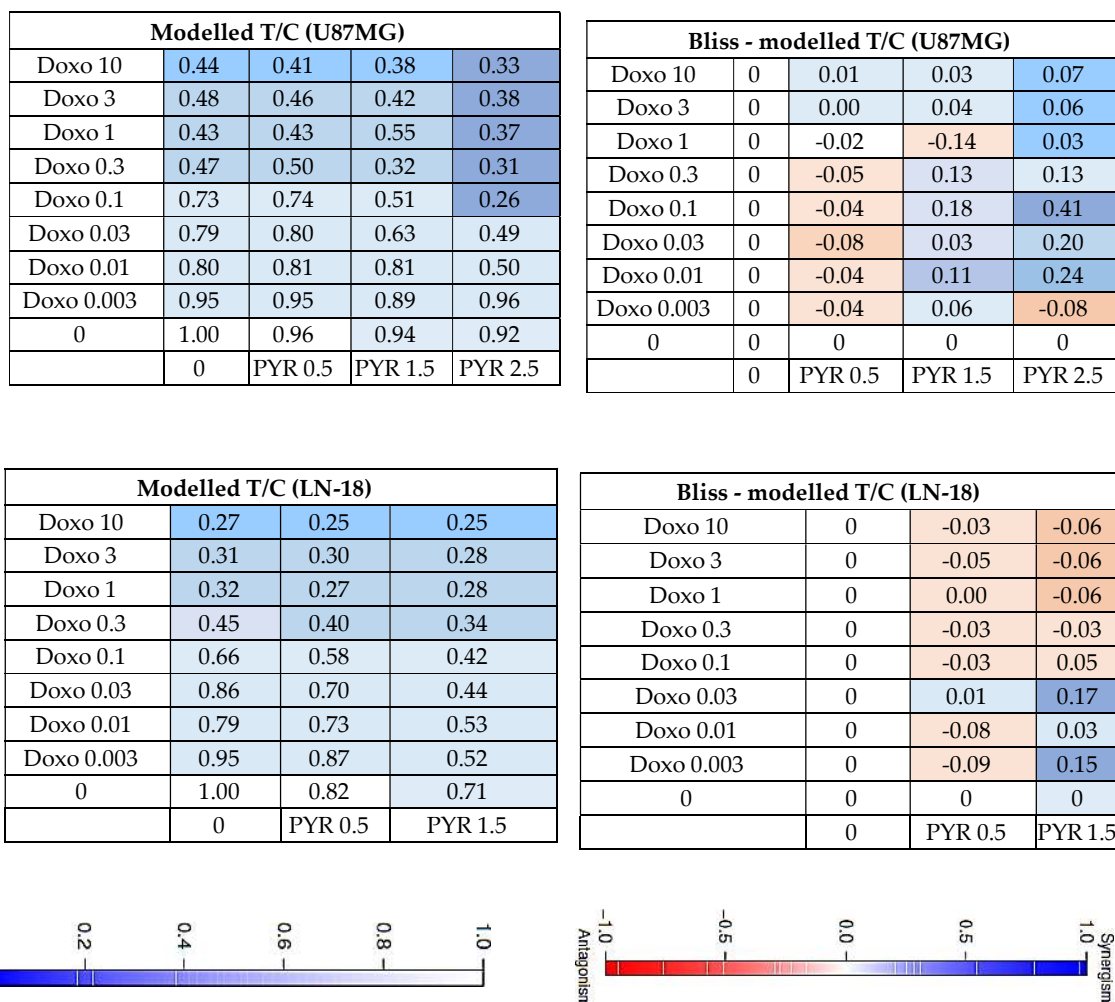 Modelled T/C (U87MG)
Doxo 10 0.44 0.41 0.38 0.33
Doxo 3 0.48 0.46 0.42 0.38
Doxo 1 0.43 0.43 0.55 0.37
Doxo 0.3 0.47 0.50 0.32 0.31
Doxo 0.1 0.73 0.74 0.51 0.26
Doxo 0.03 0.79 0.80 0.63 0.49
Doxo 0.01 0.80 0.81 0.81 0.50
Doxo 0.003 0.95 0.95 0.89 0.96
0 1.00 0.96 0.94 0.92
0 PYR 0.5 PYR 1.5 PYR 2.5
Bliss - modelled T/C (U87MG)
Doxo 10 0 0.01 0.03 0.07
Doxo 3 0 0.00 0.04 0.06
Doxo 1 0 -0.02 -0.14 0.03
Doxo 0.3 0 -0.05 0.13 0.13
Doxo 0.1 0 -0.04 0.18 0.41
Doxo 0.03 0 -0.08 0.03 0.20
Doxo 0.01 0 -0.04 0.11 0.24
Doxo 0.003 0 -0.04 0.06 -0.08
0 0 0 0 0
0 PYR 0.5 PYR 1.5 PYR 2.5
Modelled T/C (LN-18)
Doxo 10 0.27 0.25 0.25
Doxo 3 0.31 0.30 0.28
Doxo 1 0.32 0.27 0.28
Doxo 0.3 0.45 0.40 0.34
Doxo 0.1 0.66 0.58 0.42
Doxo 0.03 0.86 0.70 0.44
Doxo 0.01 0.79 0.73 0.53
Doxo 0.003 0.95 0.87 0.52
0 1.00 0.82 0.71
0 PYR 0.5 PYR 1.5
Bliss - modelled T/C (LN-18)
Doxo 10 0 -0.03 -0.06
Doxo 3 0 -0.05 -0.06
Doxo 1 0 0.00 -0.06
Doxo 0.3 0 -0.03 -0.03
Doxo 0.1 0 -0.03 0.05
Doxo 0.03 0 0.01 0.17
Doxo 0.01 0 -0.08 0.03
Doxo 0.003 0 -0.09 0.15
0 0 0 0
0 PYR 0.5 PYR 1.5
0.2 0.4 0.6 0.8 1.0
-1.0 -0.5 0.0 0.5 1.0
Antagonism
Synergism